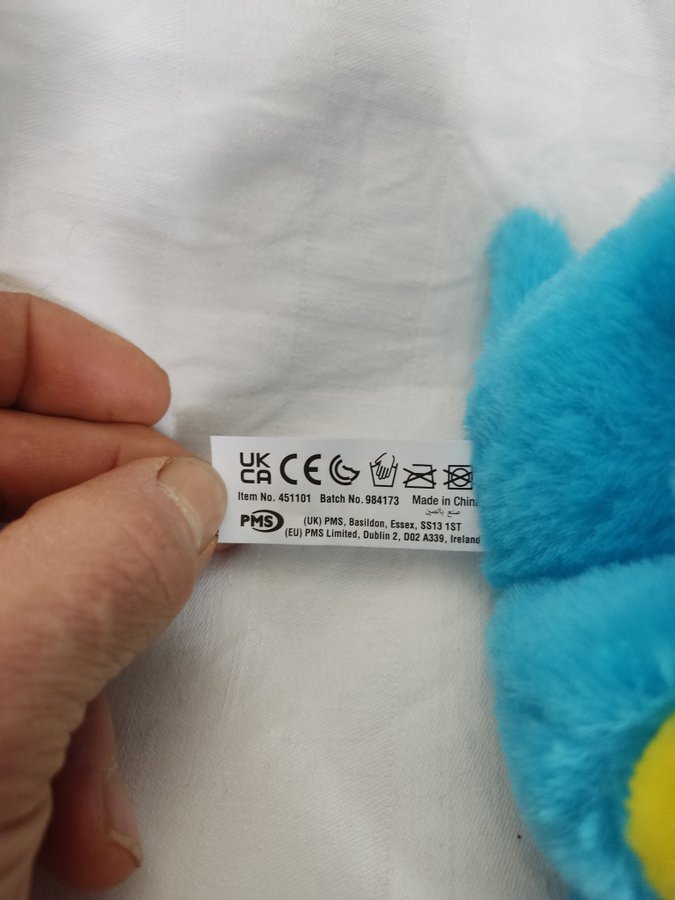 UK
CA CE
Item No. 451101 Batch No. 984173 Made in China
صنع بالصين
PMS (UK) PMS, Basildon, Essex, SS13 1ST
(EU) PMS Limited, Dublin 2, D02 A339, Ireland